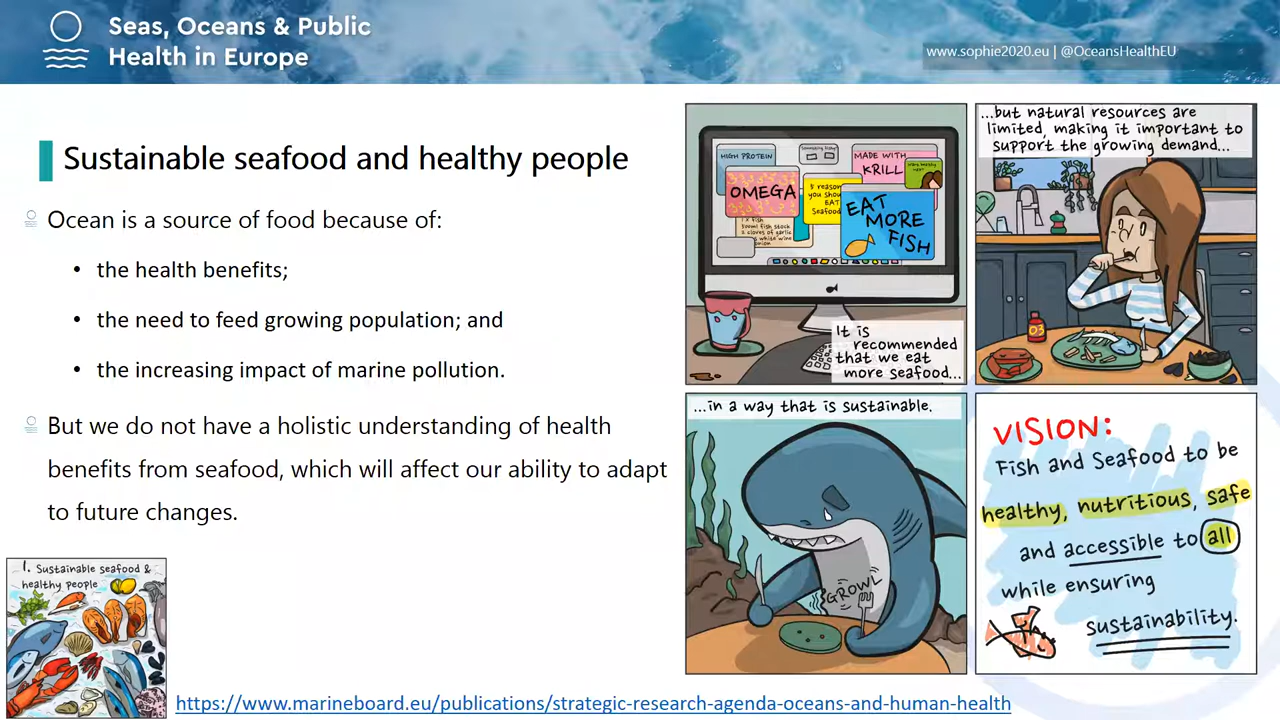 Seas, Oceans & Public
Health in Europe
www.sophie2020.eu | @OceansHealthEU
Sustainable seafood and healthy people
Ocean is a source of food because of:
• the health benefits;
• the need to feed growing population; and
• the increasing impact of marine pollution.
But we do not have a holistic understanding of health
benefits from seafood, which will affect our ability to adapt
to future changes.
1. Sustainable seafood &
healthy people
https://www.marineboard.eu/publications/strategic-research-agenda-oceans-and-human-health
HIGH PROTEIN
MADE WITH
KRILL
OMEGA
EAT
MORE
FISH
It is
recommended
that we eat
more seafood...
...but natural resources are
limited, making it important to
support the growing demand...
...in a way that is sustainable.
GROWL
VISION:
Fish and Seafood to be
healthy, nutritious, safe
and accessible to all
while ensuring
sustainability.